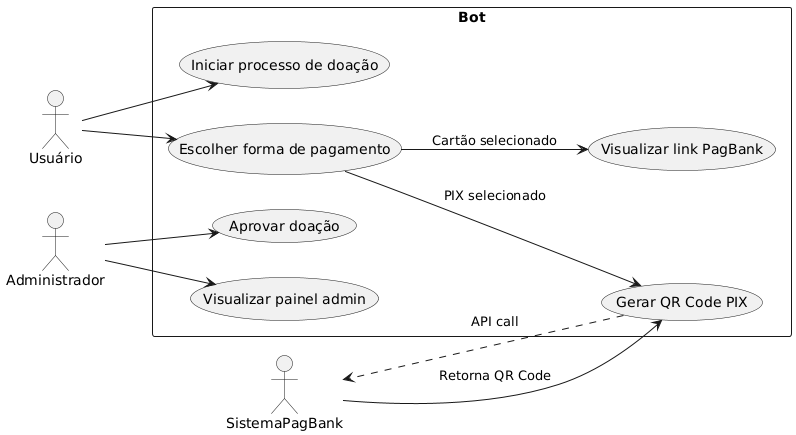 Bot
Iniciar processo de doação
Usuário
Escolher forma de pagamento
Cartão selecionado
Visualizar link PagBank
PIX selecionado
Aprovar doação
Administrador
Visualizar painel admin
Gerar QR Code PIX
API call
Retorna QR Code
SistemaPagBank